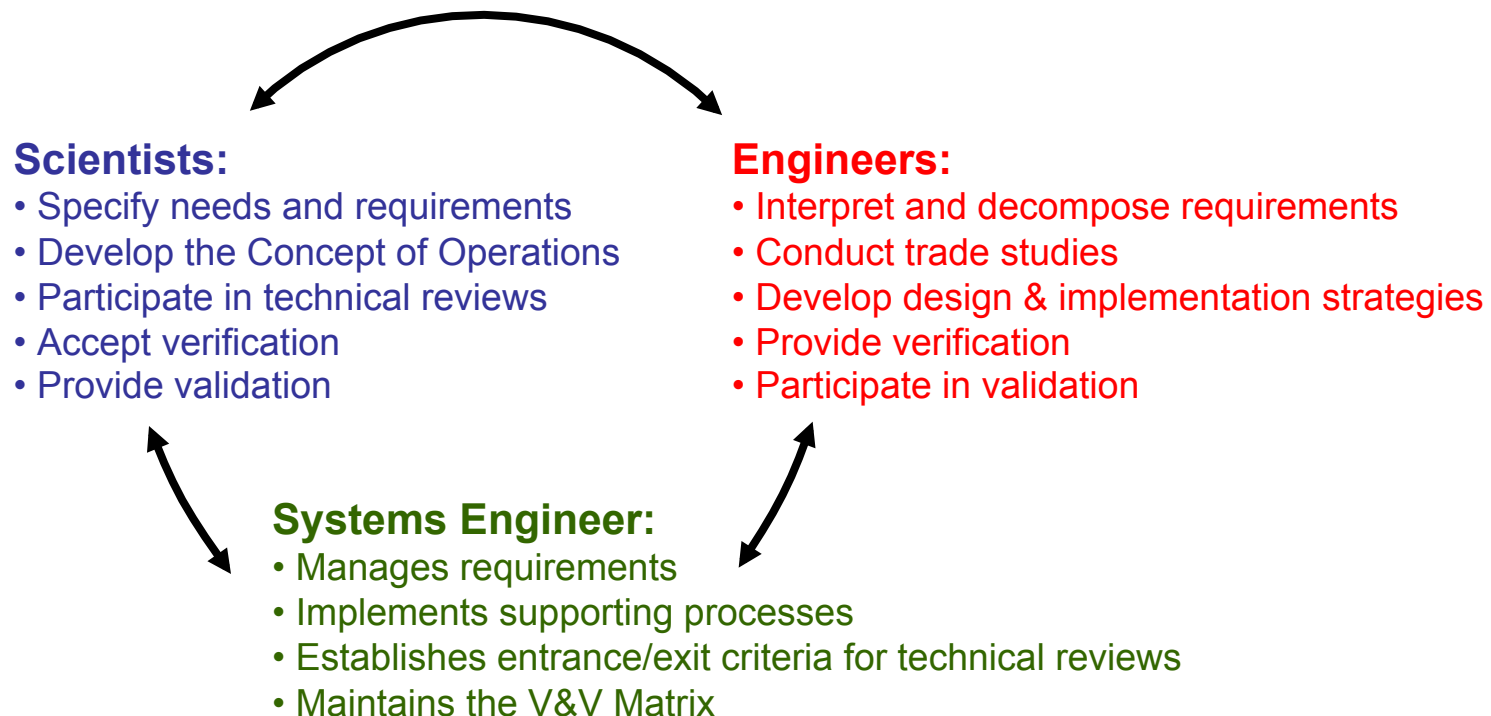 Scientists:
• Specify needs and requirements
• Develop the Concept of Operations
• Participate in technical reviews
• Accept verification
• Provide validation
Engineers:
• Interpret and decompose requirements
• Conduct trade studies
• Develop design & implementation strategies
• Provide verification
• Participate in validation
Systems Engineer:
• Manages requirements
• Implements supporting processes
• Establishes entrance/exit criteria for technical reviews
• Maintains the V&V Matrix